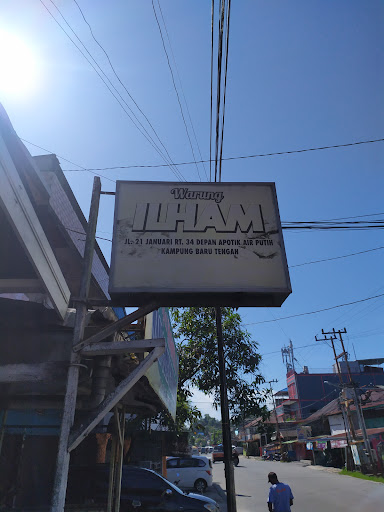 Warung
ILHAM
JL. 21 JANUARI RT. 34 DEPAN APOTIK AIR PUTIH
KAMPUNG BARU TENGAH